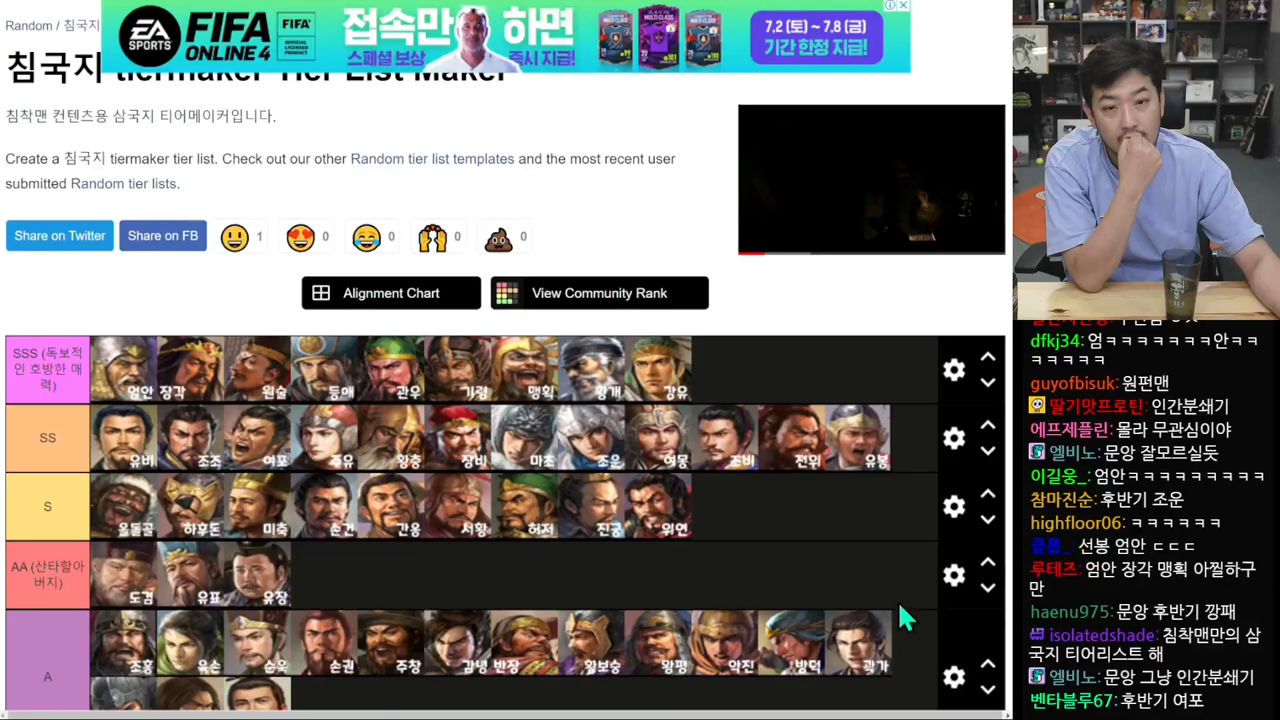 Random / 침국지
EA SPORTS FIFA ONLINE 4 FIFA OFFICIAL LICENSED PRODUCT
접속만 하면
스페셜 보상 즉시 지급!
7.2 (토) ~ 7.8 (금)
기간 한정 지급!
침국지 tiermaker Tier List Maker
침착맨 컨텐츠용 삼국지 티어메이커입니다.
Create a 침국지 tiermaker tier list. Check out our other Random tier list templates and the most recent user
submitted Random tier lists.
Share on Twitter Share on FB 1 0 0 0 0
Alignment Chart View Community Rank
SSS (독보적
인 호방한 매
력)
엄안 장각 원술 등애 관우 기령 맹획 황개 강유
SS
유비 조조 여포 주유 황충 장비 마초 조운 여몽 조비 전위 유봉
S
올돌골 하후돈 미축 손건 간옹 서황 허저 진궁 위연
AA (산타할아
버지)
도겸 유표 유장
A
조홍 육손 순욱 손권 주창 감녕 반장 왕보승 왕평 악진 방덕 곽가
dfkj34: 엄ㅋㅋㅋㅋㅋㅋㅋ안ㅋㅋ
ㅋㅋㅋㅋㅋ
guyofbisuk: 원펀맨
딸기맛프로틴: 인간분쇄기
에프제플린: 몰라 무관심이야
엘비노: 문앙 잘모르실듯
이길웅_: 엄안ㅋㅋㅋㅋㅋㅋㅋㅋㅋ
참마진순: 후반기 조운
highfloor06: ㅋㅋㅋㅋㅋㅋ
클롭_: 선봉 엄안 ㄷㄷㄷ
루테즈: 엄안 장각 맹획 아찔하구
만
haenu975: 문앙 후반기 깡패
isolatedshade: 침착맨만의 삼
국지 티어리스트 해
엘비노: 문앙 그냥 인간분쇄기
벤타블루67: 후반기 여포